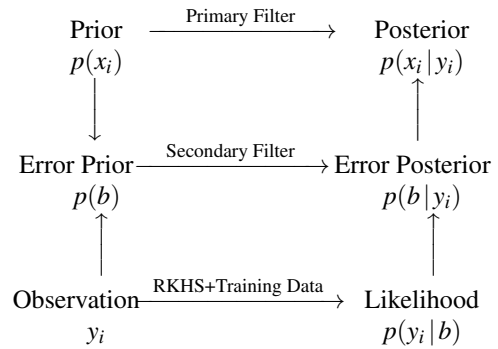 Prior Primary Filter Posterior
p(x_i) p(x_i | y_i)
Error Prior Secondary Filter Error Posterior
p(b) p(b | y_i)
Observation RKHS+Training Data Likelihood
y_i p(y_i | b)